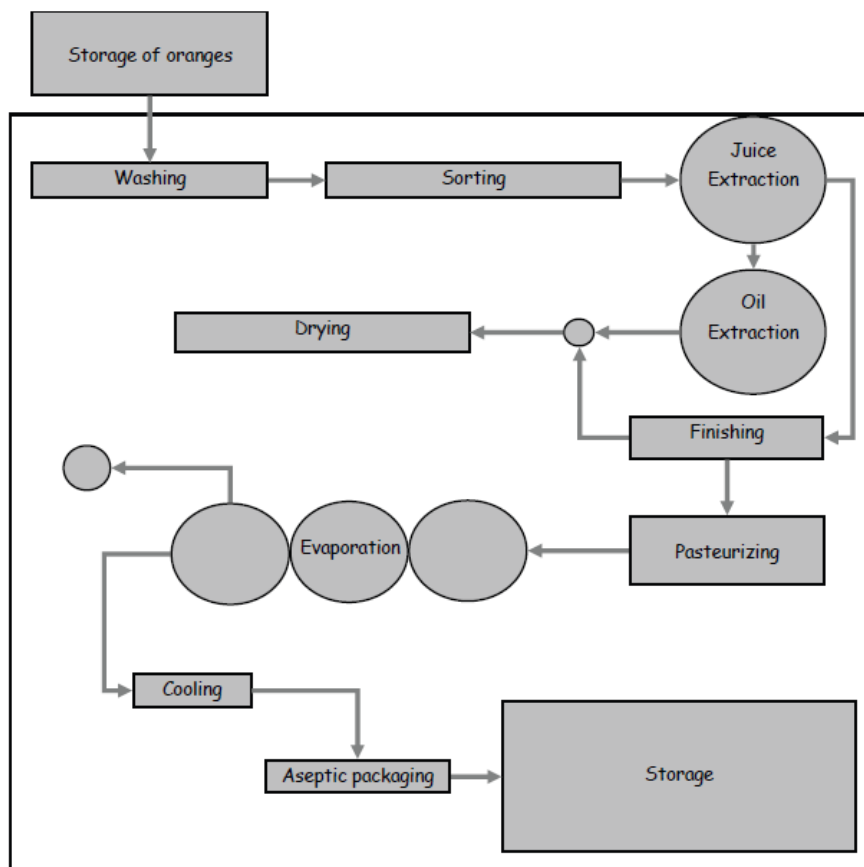 Storage of oranges
Washing
Sorting
Juice
Extraction
Oil
Extraction
Drying
Finishing
Evaporation
Pasteurizing
Cooling
Aseptic packaging
Storage